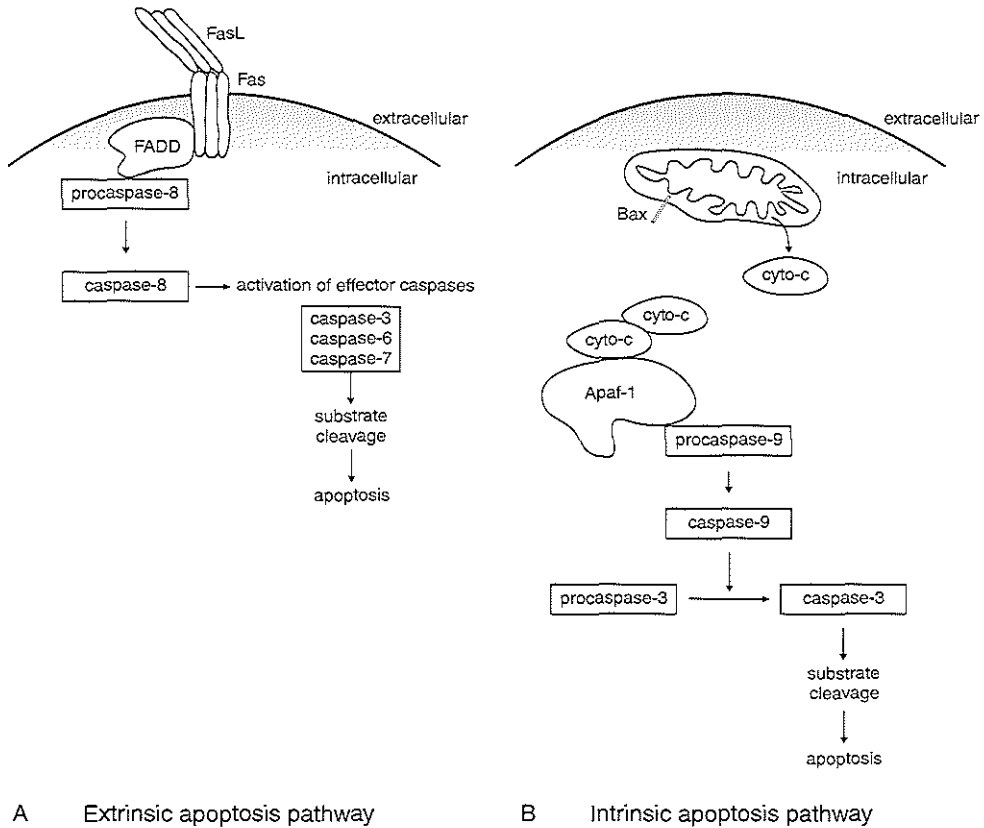 FasL
Fas
extracellular
FADD
intracellular
procaspase-8
caspase-8
activation of effector caspases
caspase-3
caspase-6
caspase-7
substrate
cleavage
apoptosis
A Extrinsic apoptosis pathway
extracellular
intracellular
Bax
cyto-c
cyto-c
cyto-c
Apaf-1
procaspase-9
caspase-9
procaspase-3
caspase-3
substrate
cleavage
apoptosis
B Intrinsic apoptosis pathway